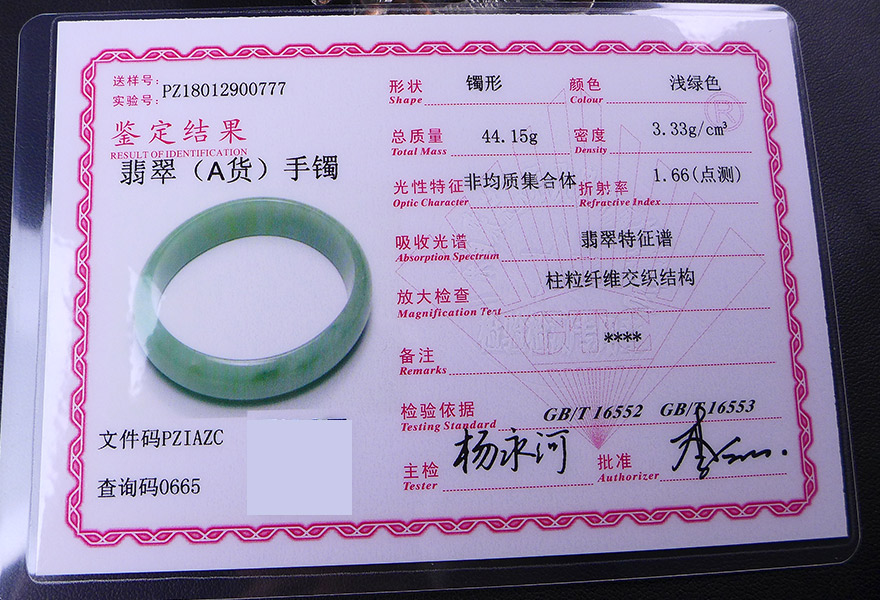 送样号:
实验号: PZ18012900777
鉴定结果
RESULT OF IDENTIFICATION
翡翠（A货）手镯
文件码PZIAZC
查询码0665
形状 镯形 颜色 浅绿色
Shape Colour
总质量 44.15g 密度 3.33g/cm³
Total Mass Density
光性特征 非均质集合体 折射率 1.66(点测)
Optic Character Refractive Index
吸收光谱 翡翠特征谱
Absorption Spectrum
放大检查 柱粒纤维交织结构
Magnification Test
备注 ****
Remarks
检验依据 GB/T 16552 GB/T 16553
Testing Standard
主检 杨永河 批准
Tester Authorizer
®